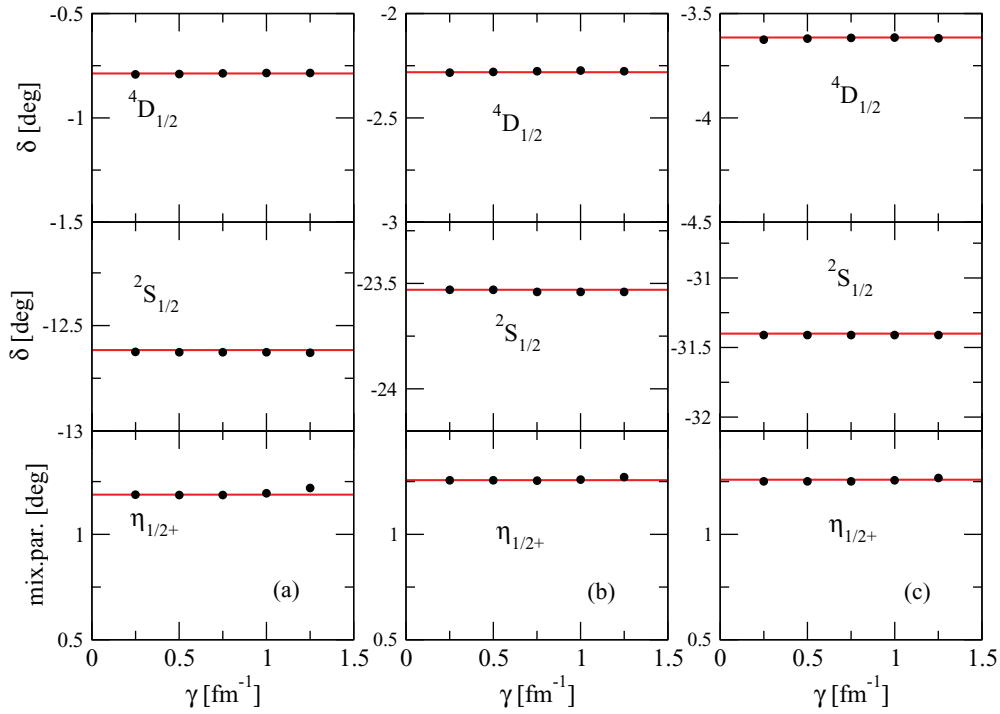 -0.5 -2 -3.5
δ [deg] -1 ⁴D₁/₂ -2.5 ⁴D₁/₂ -4 ⁴D₁/₂
-1.5 -3 -4.5
δ [deg] ²S₁/₂ -12.5 -23.5 ²S₁/₂ -24 -31 ²S₁/₂ -31.5 -32
-13
mix.par. [deg] 1 η₁/₂₊ 1 η₁/₂₊ 1 η₁/₂₊
(a) (b) (c)
0.5 0.5 0.5
0 0.5 1 1.5 0 0.5 1 1.5 0 0.5 1 1.5
γ [fm⁻¹] γ [fm⁻¹] γ [fm⁻¹]